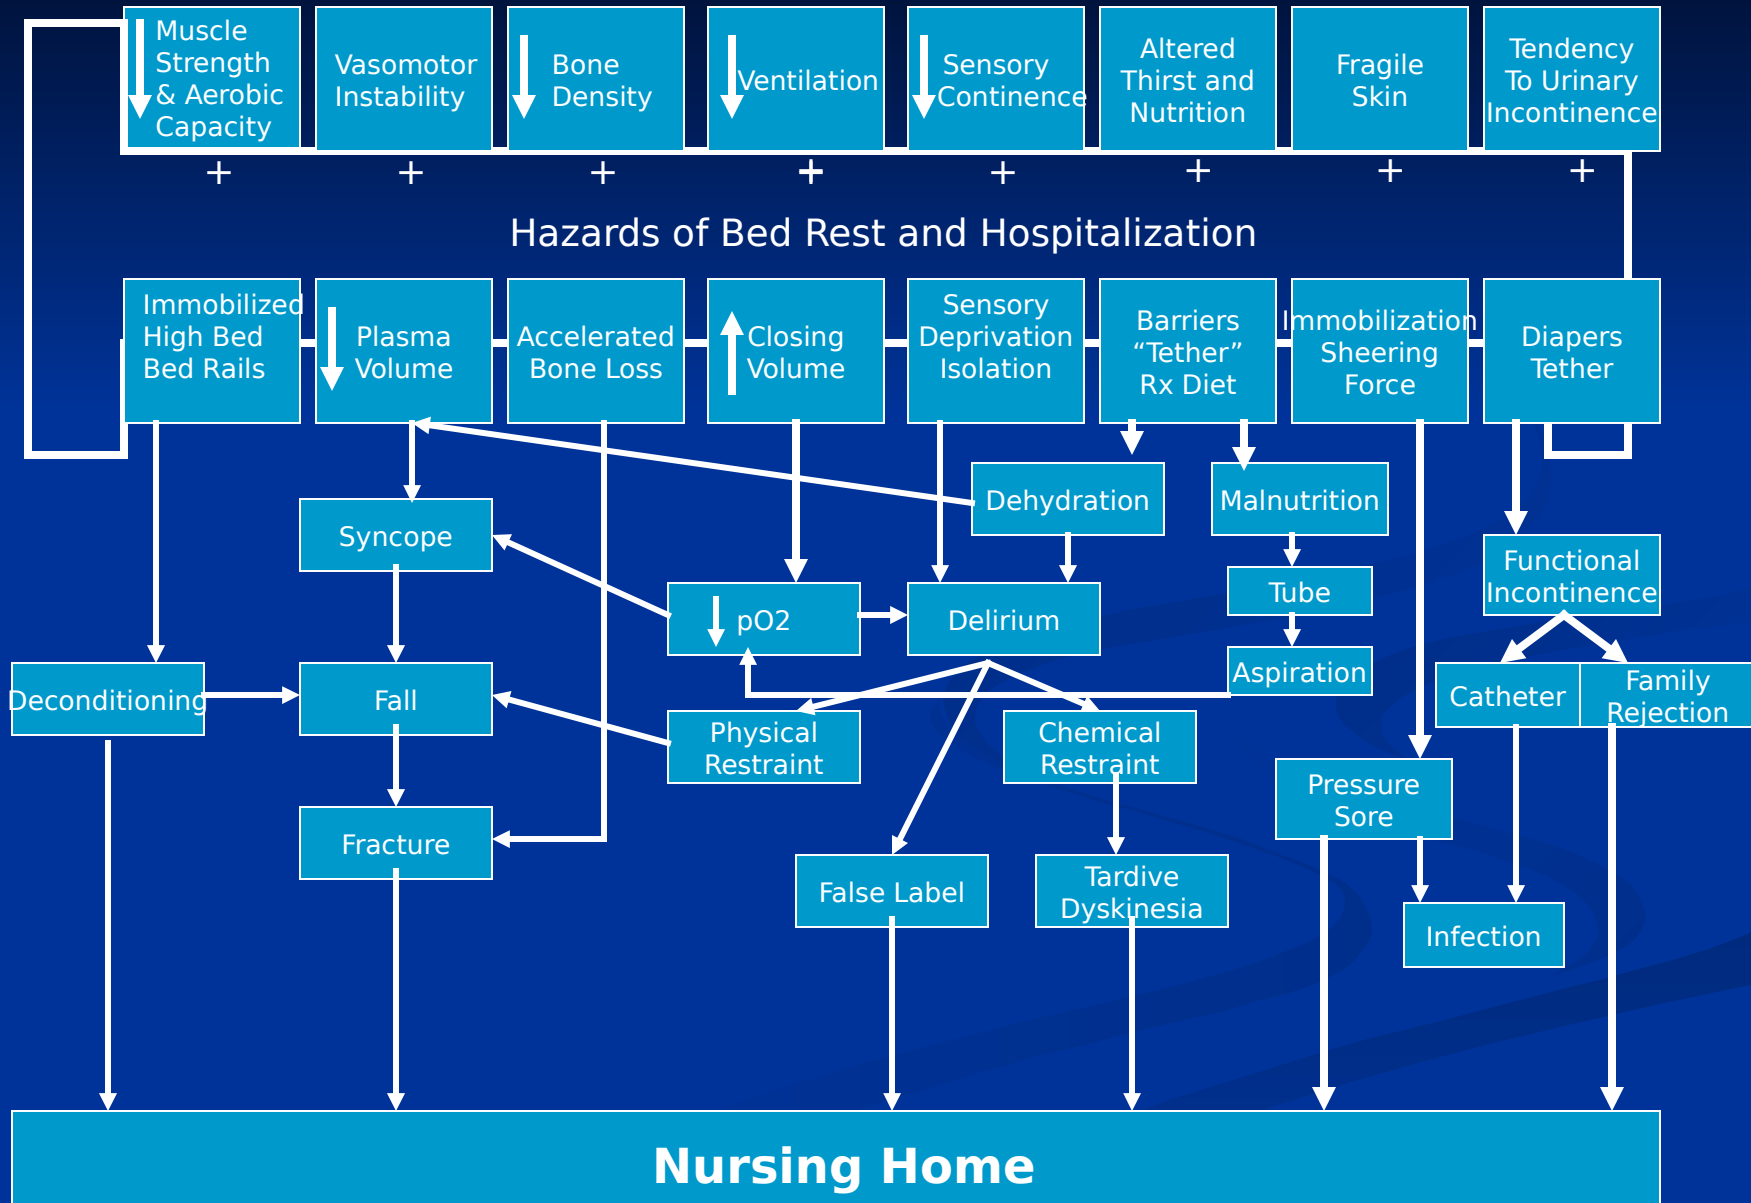 Muscle
Strength
& Aerobic
Capacity
Vasomotor
Instability
Bone
Density
Ventilation
Sensory
Continence
Altered
Thirst and
Nutrition
Fragile
Skin
Tendency
To Urinary
Incontinence
+ + + + + + + +
Hazards of Bed Rest and Hospitalization
Immobilized
High Bed
Bed Rails
Plasma
Volume
Accelerated
Bone Loss
Closing
Volume
Sensory
Deprivation
Isolation
Barriers
“Tether”
Rx Diet
Immobilization
Sheering
Force
Diapers
Tether
Dehydration
Malnutrition
Syncope
Functional
Incontinence
pO2
Delirium
Tube
Aspiration
Deconditioning
Fall
Catheter
Family
Rejection
Physical
Restraint
Chemical
Restraint
Pressure
Sore
Fracture
False Label
Tardive
Dyskinesia
Infection
Nursing Home